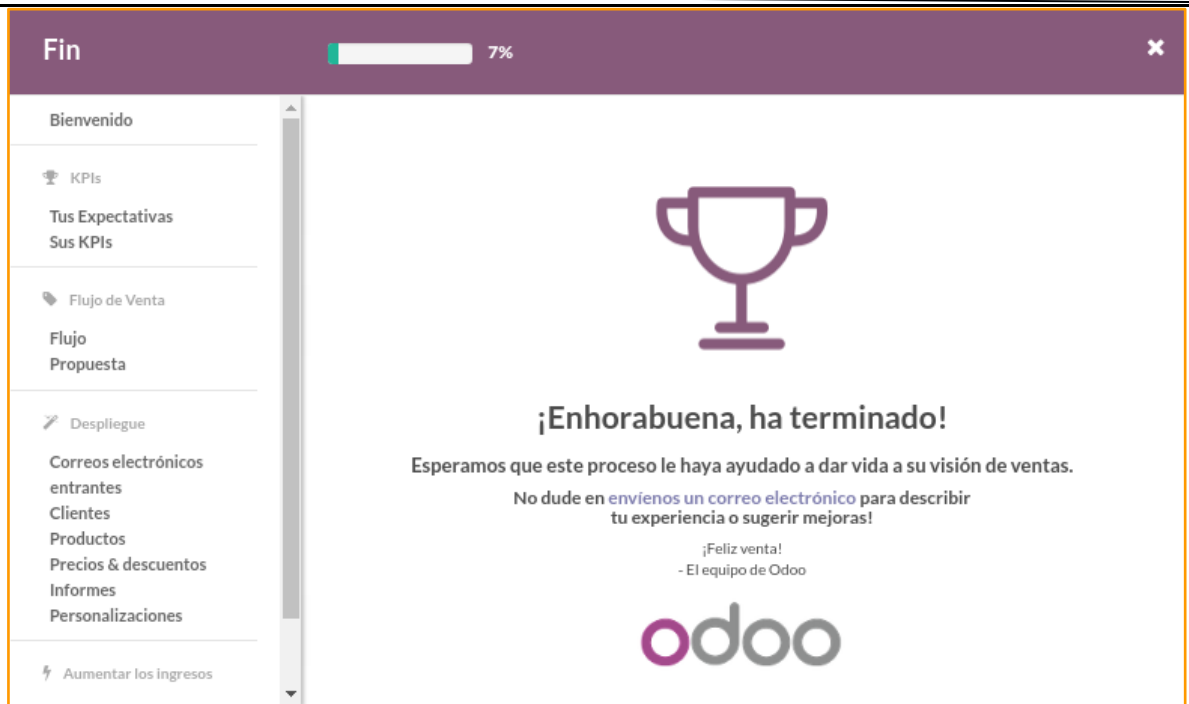 Fin
7%
Bienvenido
KPIs
Tus Expectativas
Sus KPIs
Flujo de Venta
Flujo
Propuesta
Despliegue
Correos electrónicos
entrantes
Clientes
Productos
Precios & descuentos
Informes
Personalizaciones
Aumentar los ingresos
¡Enhorabuena, ha terminado!
Esperamos que este proceso le haya ayudado a dar vida a su visión de ventas.
No dude en envíenos un correo electrónico para describir
tu experiencia o sugerir mejoras!
¡Feliz venta!
- El equipo de Odoo
odoo